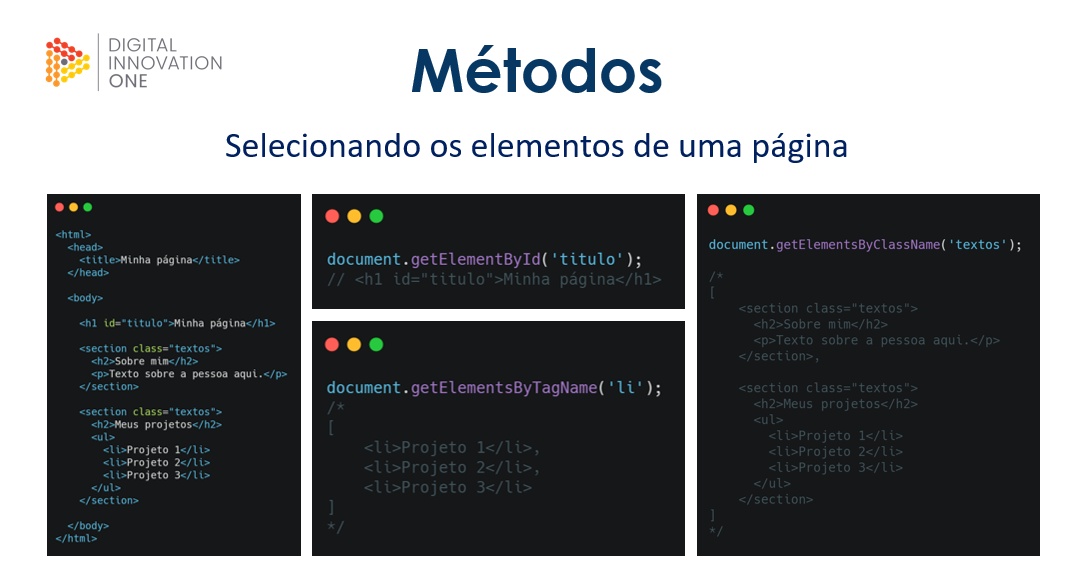 DIGITAL
INNOVATION
ONE
Métodos
Selecionando os elementos de uma página
<html>
<head>
<title>Minha página</title>
</head>
<body>
<h1 id="titulo">Minha página</h1>
<section class="textos">
<h2>Sobre mim</h2>
<p>Texto sobre a pessoa aqui.</p>
</section>
<section class="textos">
<h2>Meus projetos</h2>
<ul>
<li>Projeto 1</li>
<li>Projeto 2</li>
<li>Projeto 3</li>
</ul>
</section>
</body>
</html>
document.getElementById('titulo');
// <h1 id="titulo">Minha página</h1>
document.getElementsByTagName('li');
/*
[
<li>Projeto 1</li>,
<li>Projeto 2</li>,
<li>Projeto 3</li>
]
*/
document.getElementsByClassName('textos');
/*
[
<section class="textos">
<h2>Sobre mim</h2>
<p>Texto sobre a pessoa aqui.</p>
</section>,
<section class="textos">
<h2>Meus projetos</h2>
<ul>
<li>Projeto 1</li>
<li>Projeto 2</li>
<li>Projeto 3</li>
</ul>
</section>
]
*/